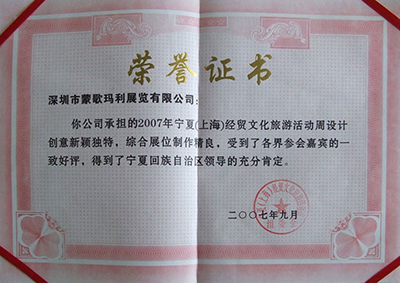 荣誉证书
深圳市蒙歌玛利展览有限公司:
你公司承担的2007年宁夏(上海)经贸文化旅游活动周设计
创意新颖独特，综合展位制作精良，受到了各界参会嘉宾的一
致好评，得到了宁夏回族自治区领导的充分肯定。
二〇〇七年九月